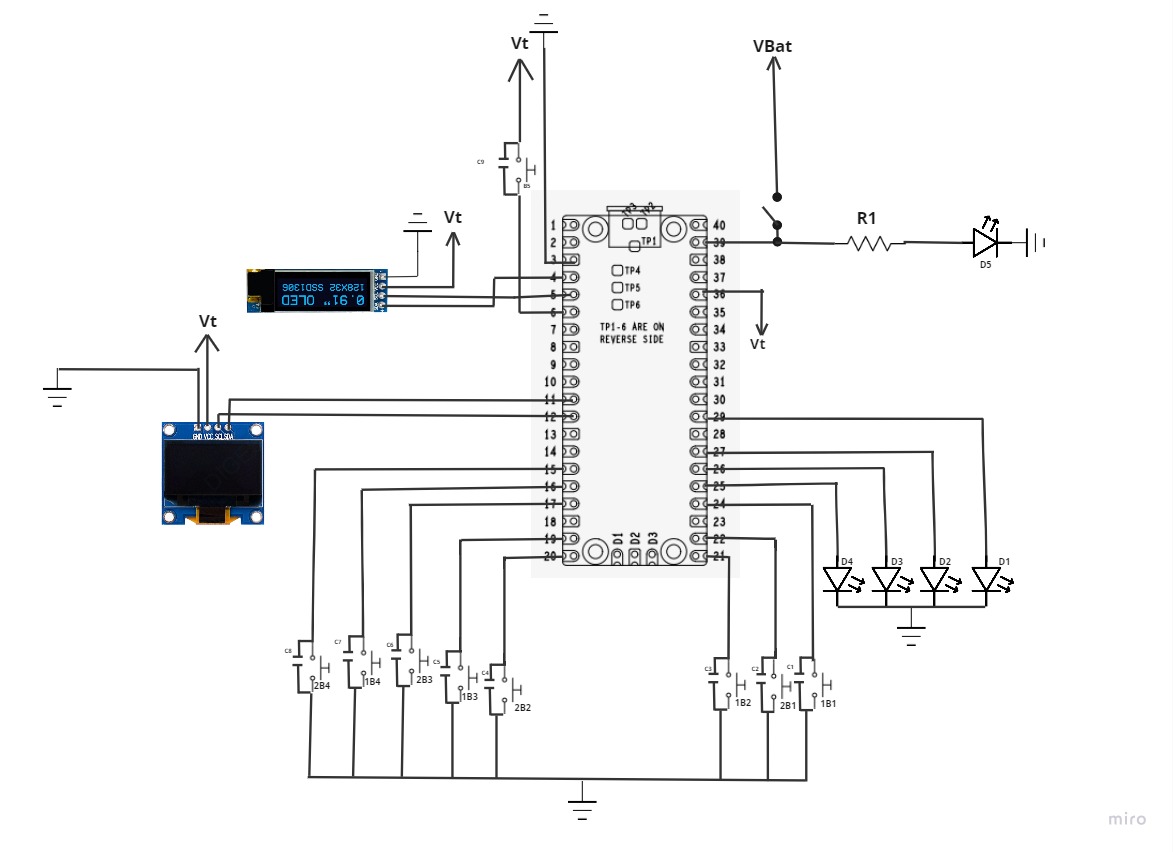 Vt
VBat
C9
B5
Vt
0.91" OLED
128X32 SSD1306
Vt
GND VCC SCL SDA
TP3 TP2
TP1
TP4
TP5
TP6
TP1-6 ARE ON
REVERSE SIDE
1 40
2 39
3 38
4 37
5 36
6 35
7 34
8 33
9 32
10 31
11 30
12 29
13 28
14 27
15 26
16 25
17 24
18 23
19 22
20 21
D1 D2 D3
R1
D5
Vt
D4 D3 D2 D1
C8 C7 C6 C5 C4 C3 C2 C1
2B4 1B4 2B3 1B3 2B2 1B2 2B1 1B1
miro